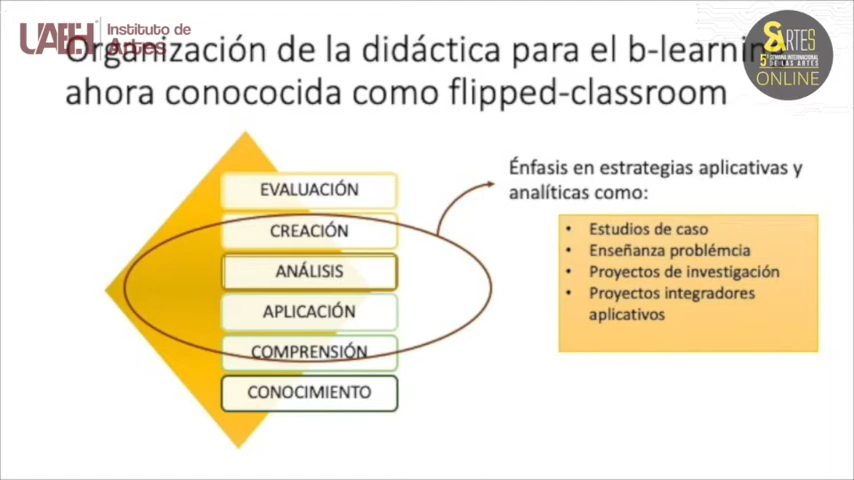 UAEH Instituto de
Artes
Organización de la didáctica para el b-learning
ahora conococida como flipped-classroom
SARTES
5ª SEMANA INTERNACIONAL
DE LAS ARTES
ONLINE
EVALUACIÓN
CREACIÓN
ANÁLISIS
APLICACIÓN
COMPRENSIÓN
CONOCIMIENTO
Énfasis en estrategias aplicativas y
analíticas como:
• Estudios de caso
• Enseñanza problémcia
• Proyectos de investigación
• Proyectos integradores
aplicativos